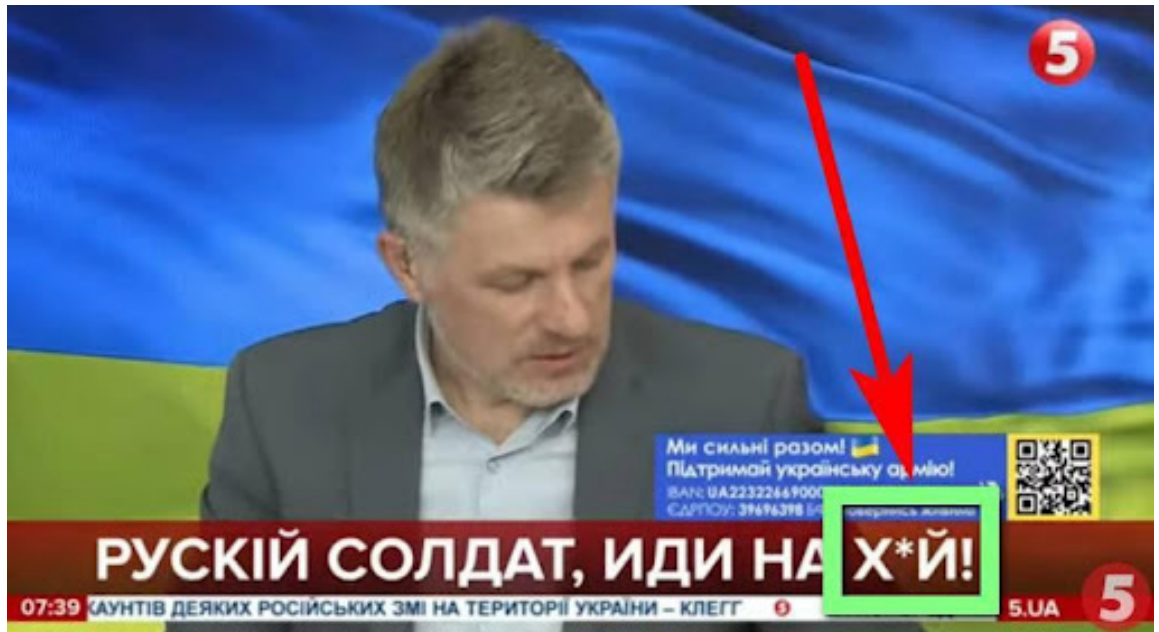 5
Ми сильні разом!
Підтримай українську армію!
IBAN: UA22322669000
ЄДРПОУ: 39696398
РУСКІЙ СОЛДАТ, ИДИ НА Х*Й!
07:39 КАУНТІВ ДЕЯКИХ РОСІЙСЬКИХ ЗМІ НА ТЕРИТОРІЇ УКРАЇНИ – КЛЕГГ 5 5.UA 5